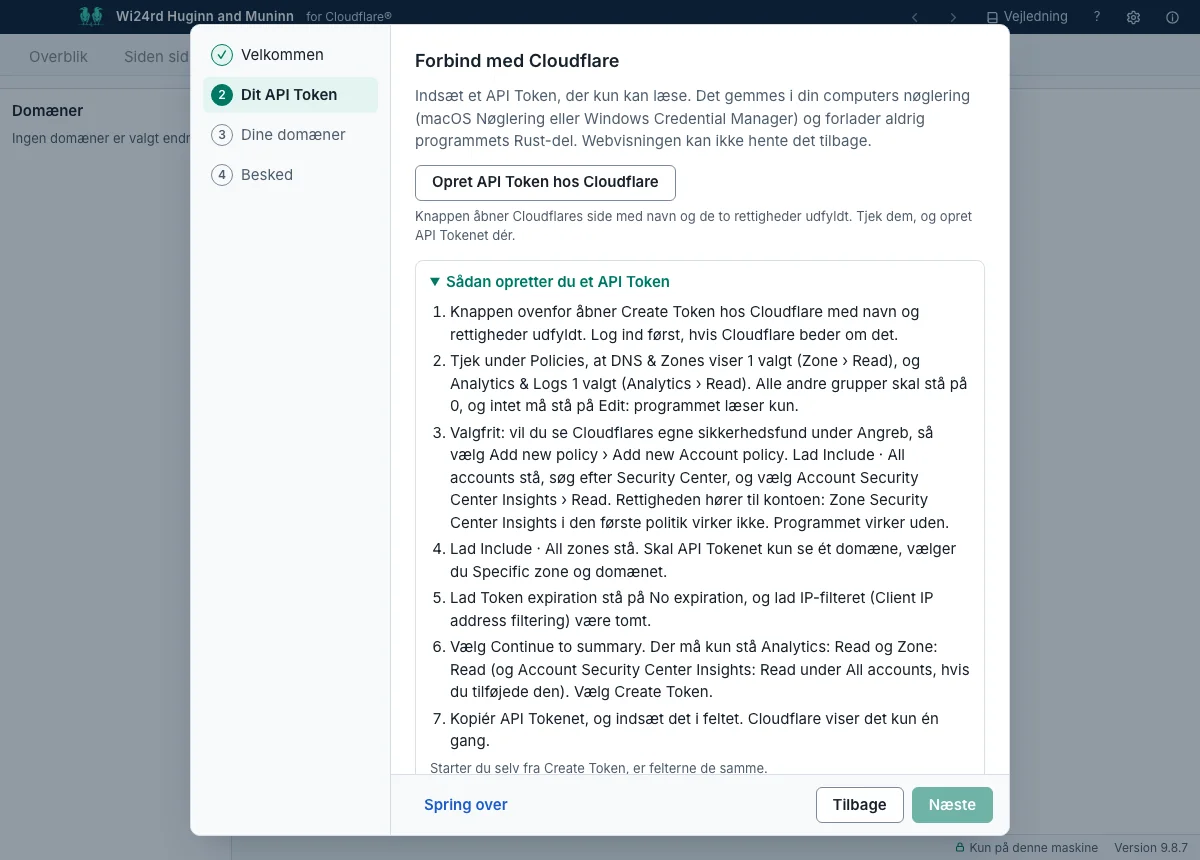 Wi24rd Huginn and Muninn for Cloudflare®
Vejledning ?
Overblik Siden sid
Domæner
Ingen domæner er valgt endn
Velkommen
2 Dit API Token
3 Dine domæner
4 Besked
Forbind med Cloudflare
Indsæt et API Token, der kun kan læse. Det gemmes i din computers nøglering
(macOS Nøglering eller Windows Credential Manager) og forlader aldrig
programmets Rust-del. Webvisningen kan ikke hente det tilbage.
Opret API Token hos Cloudflare
Knappen åbner Cloudflares side med navn og de to rettigheder udfyldt. Tjek dem, og opret
API Tokenet dér.
Sådan opretter du et API Token
1. Knappen ovenfor åbner Create Token hos Cloudflare med navn og
rettigheder udfyldt. Log ind først, hvis Cloudflare beder om det.
2. Tjek under Policies, at DNS & Zones viser 1 valgt (Zone › Read), og
Analytics & Logs 1 valgt (Analytics › Read). Alle andre grupper skal stå på
0, og intet må stå på Edit: programmet læser kun.
3. Valgfrit: vil du se Cloudflares egne sikkerhedsfund under Angreb, så
vælg Add new policy › Add new Account policy. Lad Include · All
accounts stå, søg efter Security Center, og vælg Account Security
Center Insights › Read. Rettigheden hører til kontoen: Zone Security
Center Insights i den første politik virker ikke. Programmet virker uden.
4. Lad Include · All zones stå. Skal API Tokenet kun se ét domæne, vælger
du Specific zone og domænet.
5. Lad Token expiration stå på No expiration, og lad IP-filteret (Client IP
address filtering) være tomt.
6. Vælg Continue to summary. Der må kun stå Analytics: Read og Zone:
Read (og Account Security Center Insights: Read under All accounts, hvis
du tilføjede den). Vælg Create Token.
7. Kopiér API Tokenet, og indsæt det i feltet. Cloudflare viser det kun én
gang.
Starter du selv fra Create Token, er felterne de samme.
Spring over
Tilbage
Næste
Kun på denne maskine Version 9.8.7